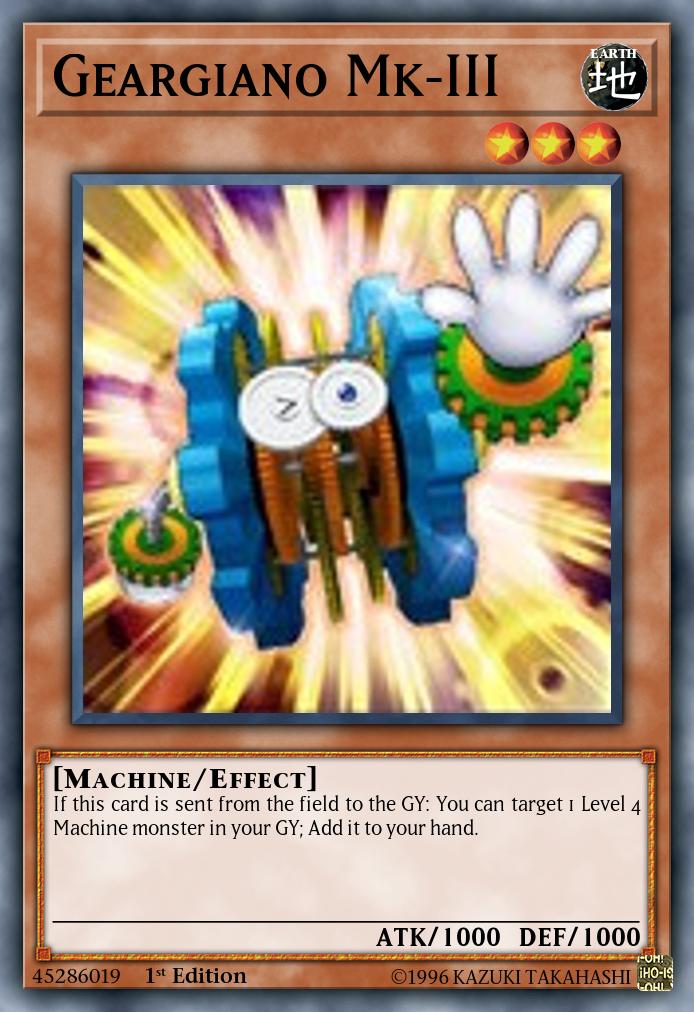 Geargiano Mk-III
EARTH
地
[Machine/Effect]
If this card is sent from the field to the GY: You can target 1 Level 4
Machine monster in your GY; Add it to your hand.
ATK/1000 DEF/1000
45286019 1st Edition ©1996 KAZUKI TAKAHASHI